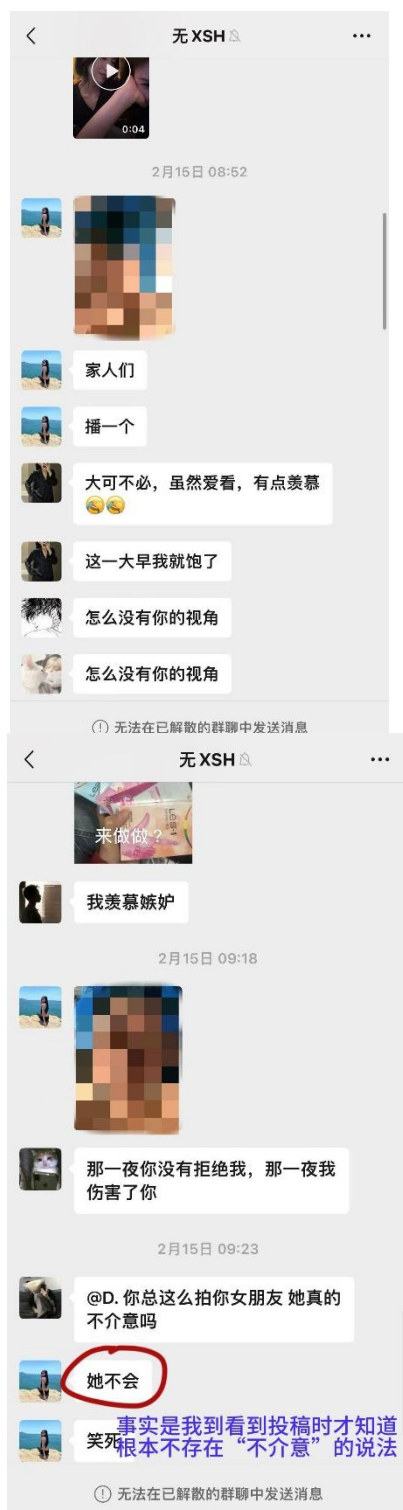 无 XSH
0:04
2月15日 08:52
家人们
播一个
大可不必，虽然爱看，有点羡慕
🤣🤣
这一大早我就饱了
怎么没有你的视角
怎么没有你的视角
无法在已解散的群聊中发送消息
无 XSH
来做做？
我羡慕嫉妒
2月15日 09:18
那一夜你没有拒绝我，那一夜我
伤害了你
2月15日 09:23
@D. 你总这么拍你女朋友 她真的
不介意吗
她不会
笑死
事实是我到看到投稿时才知道
根本不存在“不介意”的说法
无法在已解散的群聊中发送消息